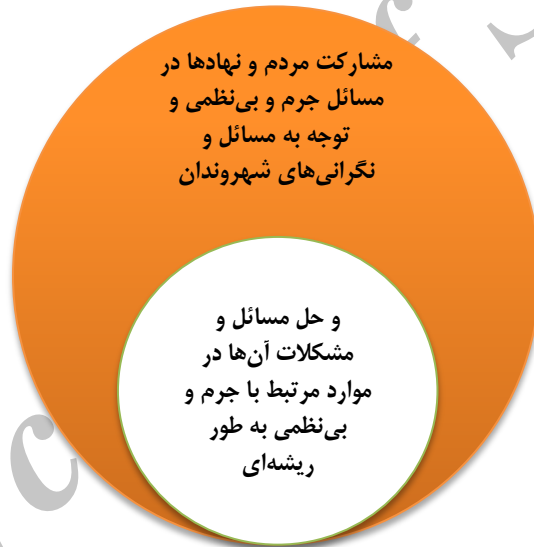 مشارکت مردم و نهادها در
مسائل جرم و بی‌نظمی و
توجه به مسائل و
نگرانی‌های شهروندان
و حل مسائل و
مشکلات آن‌ها در
موارد مرتبط با جرم و
بی‌نظمی به طور
ریشه‌ای